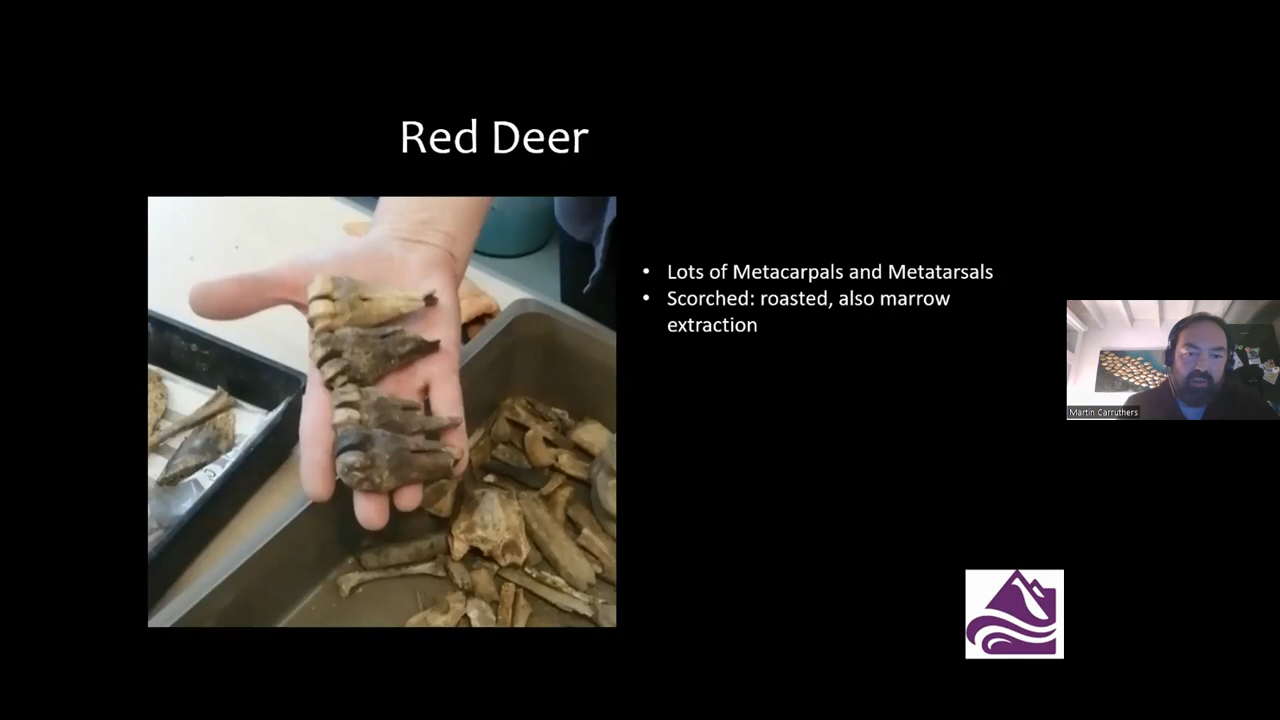 Red Deer
• Lots of Metacarpals and Metatarsals
• Scorched: roasted, also marrow
extraction
Martin Carruthers